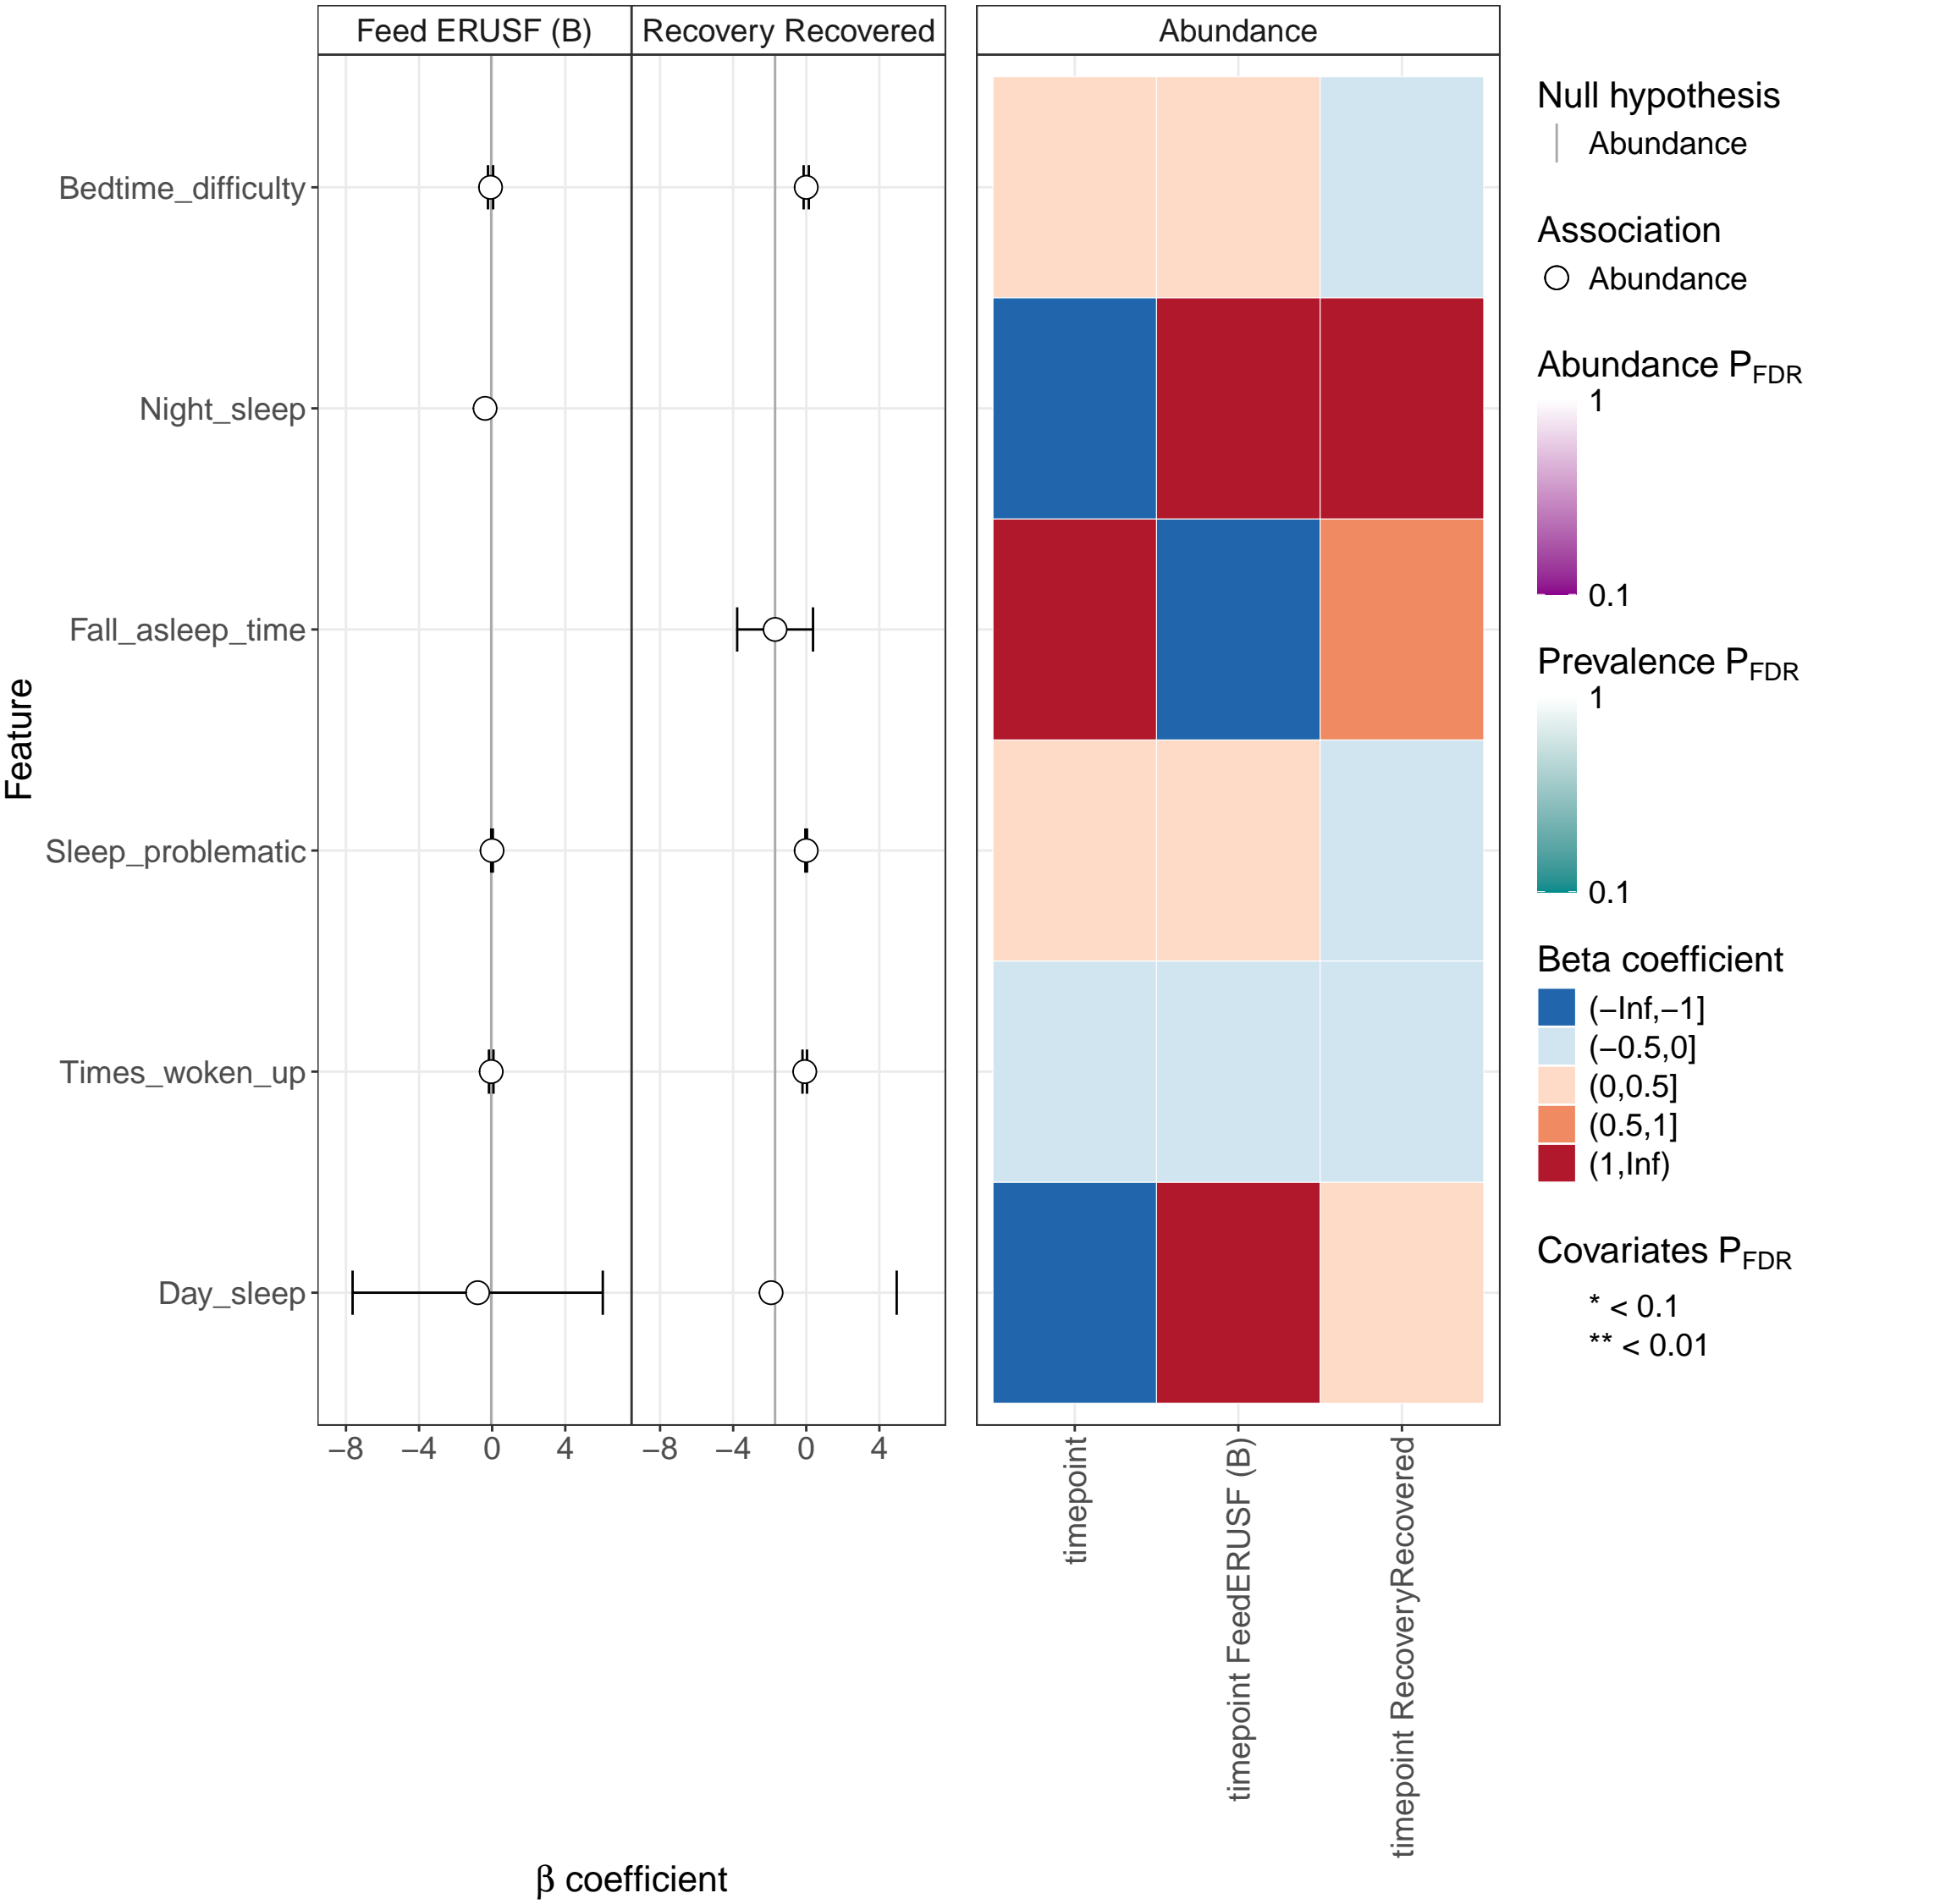 Feed ERUSF (B)
Recovery Recovered
Abundance
Feature
Bedtime_difficulty
Night_sleep
Fall_asleep_time
Sleep_problematic
Times_woken_up
Day_sleep
−8 −4 0 4
−8 −4 0 4
β coefficient
timepoint
timepoint FeedERUSF (B)
timepoint RecoveryRecovered
Null hypothesis
Abundance
Association
Abundance
Abundance P_FDR
1
0.1
Prevalence P_FDR
1
0.1
Beta coefficient
(−Inf,−1]
(−0.5,0]
(0,0.5]
(0.5,1]
(1,Inf)
Covariates P_FDR
* < 0.1
** < 0.01